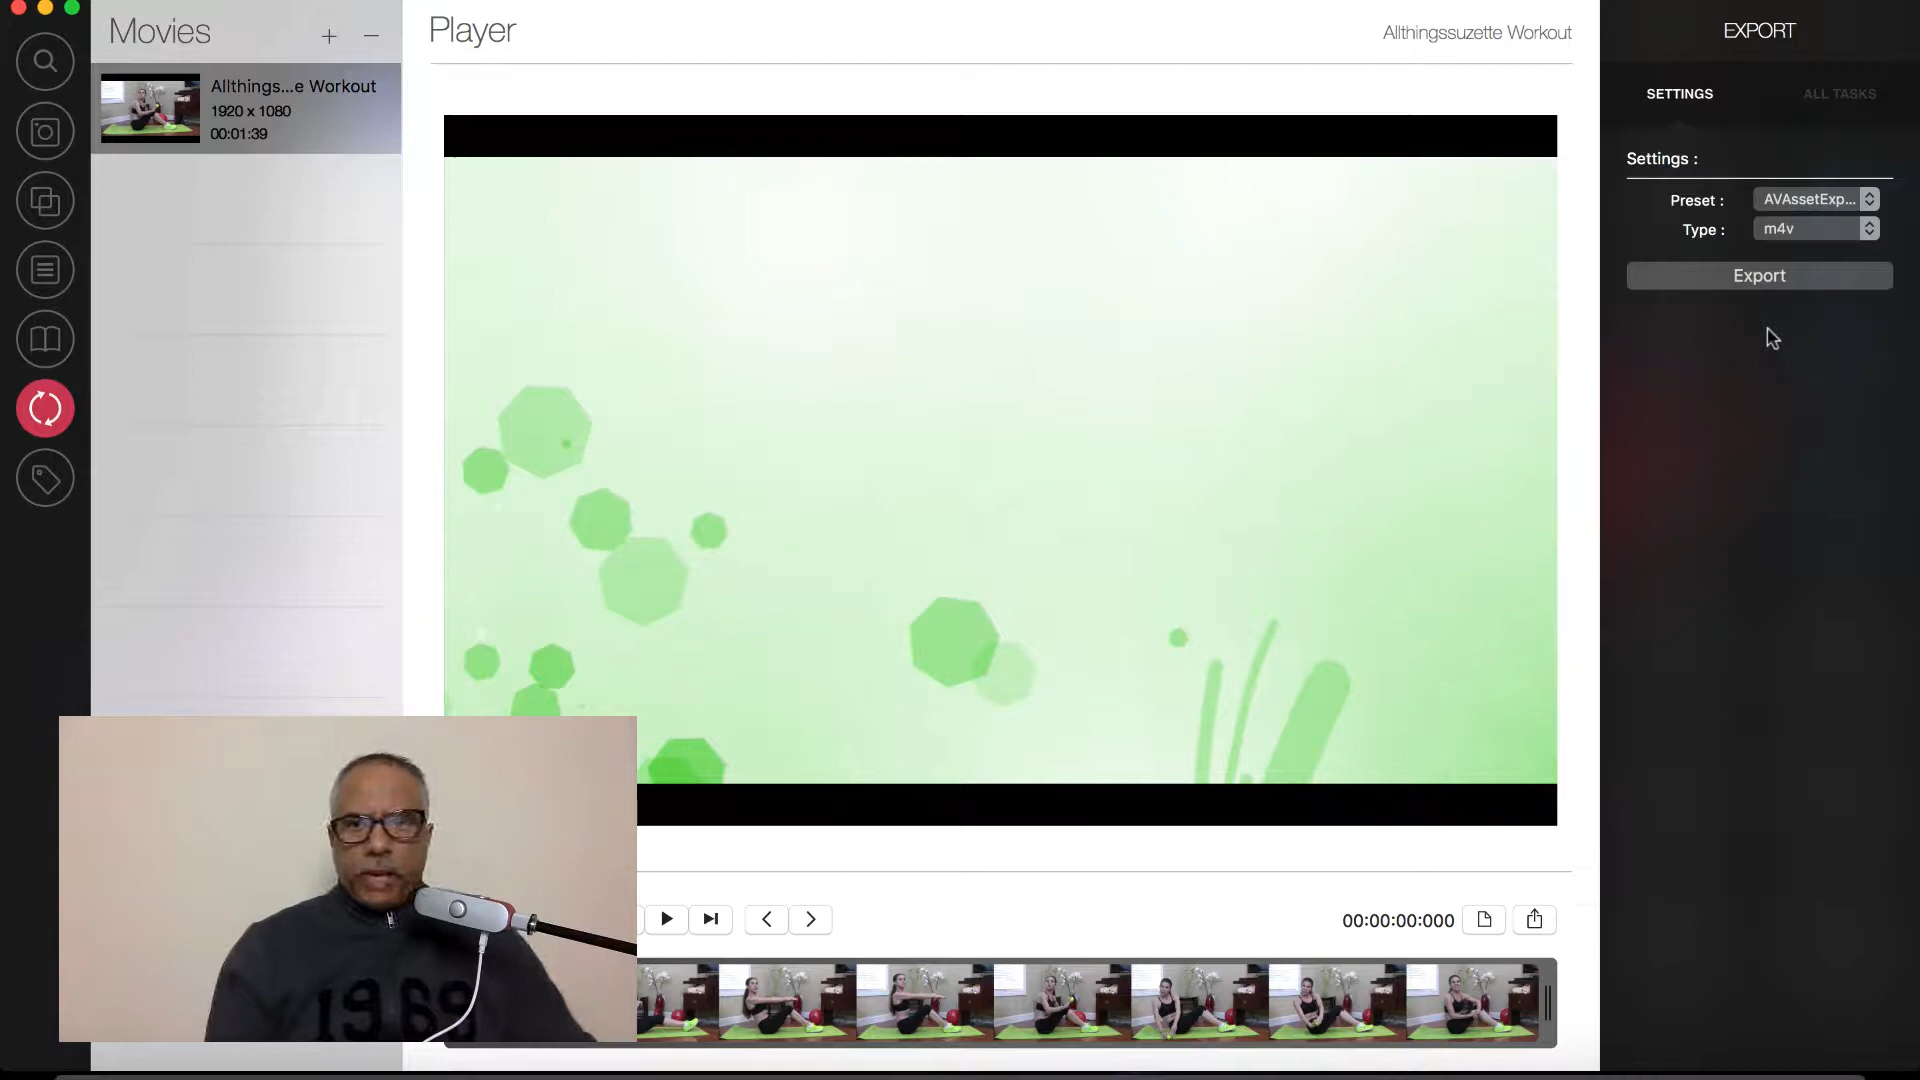 Movies
+ −
Allthings...e Workout
1920 x 1080
00:01:39
Player
Allthingssuzette Workout
EXPORT
SETTINGS
ALL TASKS
Settings :
Preset :
AVAssetExp...
Type :
m4v
Export
00:00:00:000
1969